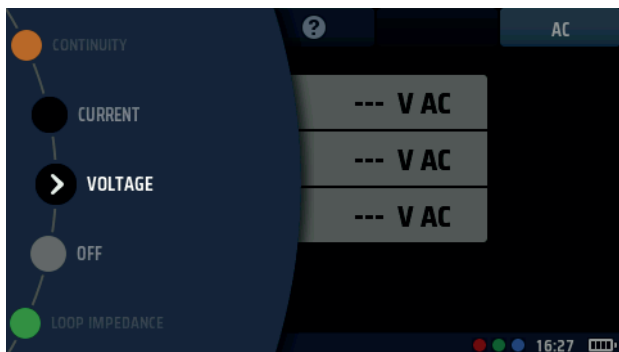 CONTINUITY
CURRENT
VOLTAGE
OFF
LOOP IMPEDANCE
?
AC
--- V AC
--- V AC
--- V AC
16:27